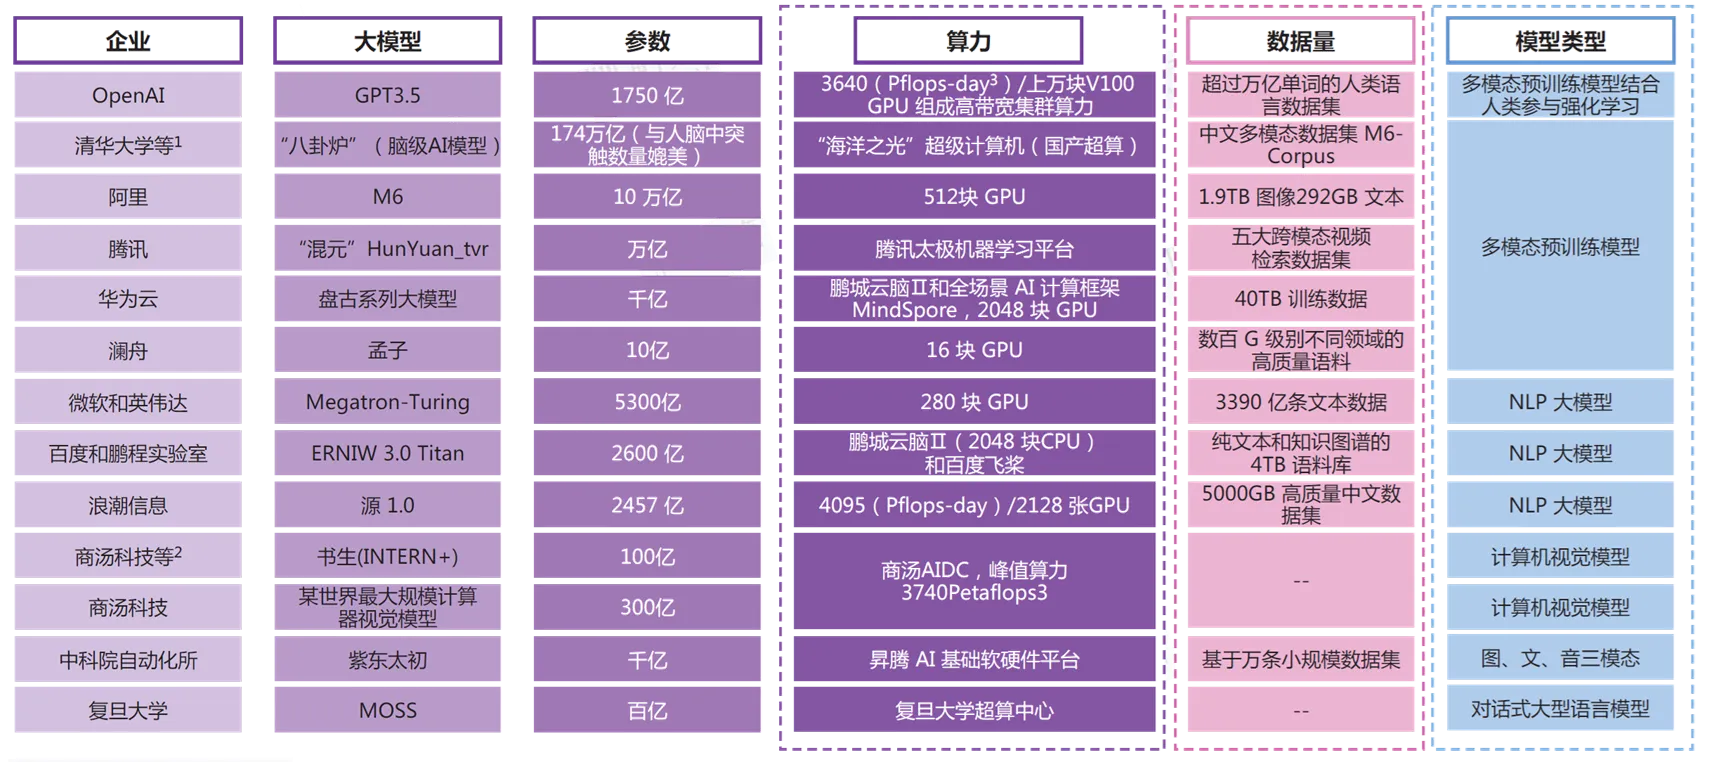 企业
大模型
参数
算力
数据量
模型类型
OpenAI
GPT3.5
1750 亿
3640（Pflops-day³）/上万块V100
GPU 组成高带宽集群算力
超过万亿单词的人类语
言数据集
多模态预训练模型结合
人类参与强化学习
清华大学等¹
“八卦炉”（脑级AI模型）
174万亿（与人脑中突
触数量媲美）
“海洋之光”超级计算机（国产超算）
中文多模态数据集 M6-
Corpus
多模态预训练模型
阿里
M6
10 万亿
512块 GPU
1.9TB 图像292GB 文本
腾讯
“混元”HunYuan_tvr
万亿
腾讯太极机器学习平台
五大跨模态视频
检索数据集
华为云
盘古系列大模型
千亿
鹏城云脑Ⅱ和全场景 AI 计算框架
MindSpore，2048 块 GPU
40TB 训练数据
澜舟
孟子
10亿
16 块 GPU
数百 G 级别不同领域的
高质量语料
微软和英伟达
Megatron-Turing
5300亿
280 块 GPU
3390 亿条文本数据
NLP 大模型
百度和鹏程实验室
ERNIW 3.0 Titan
2600 亿
鹏城云脑Ⅱ（2048 块CPU）
和百度飞桨
纯文本和知识图谱的
4TB 语料库
NLP 大模型
浪潮信息
源 1.0
2457 亿
4095（Pflops-day）/2128 张GPU
5000GB 高质量中文数
据集
NLP 大模型
商汤科技等²
书生(INTERN+)
100亿
商汤AIDC，峰值算力
3740Petaflops3
--
计算机视觉模型
商汤科技
某世界最大规模计算
器视觉模型
300亿
计算机视觉模型
中科院自动化所
紫东太初
千亿
昇腾 AI 基础软硬件平台
基于万条小规模数据集
图、文、音三模态
复旦大学
MOSS
百亿
复旦大学超算中心
--
对话式大型语言模型